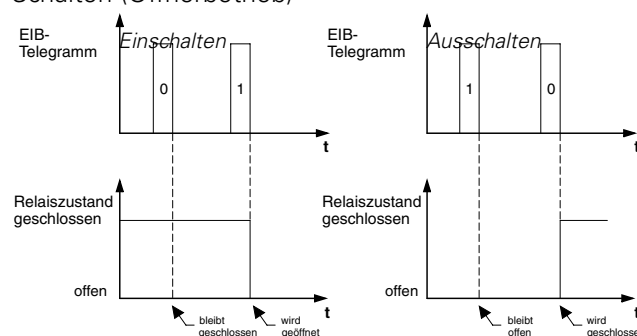 Schalten (Öffnerbetrieb)
EIB-
Telegramm
Einschalten
0
1
t
Relaiszustand
geschlossen
offen
t
bleibt
geschlossen
wird
geöffnet
EIB-
Telegramm
Ausschalten
1
0
t
Relaiszustand
geschlossen
offen
t
bleibt
offen
wird
geschlossen